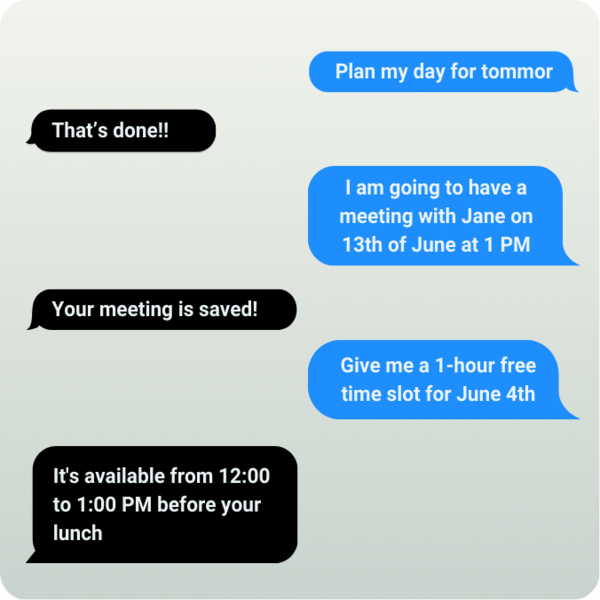 Plan my day for tommor
That’s done!!
I am going to have a
meeting with Jane on
13th of June at 1 PM
Your meeting is saved!
Give me a 1-hour free
time slot for June 4th
It's available from 12:00
to 1:00 PM before your
lunch